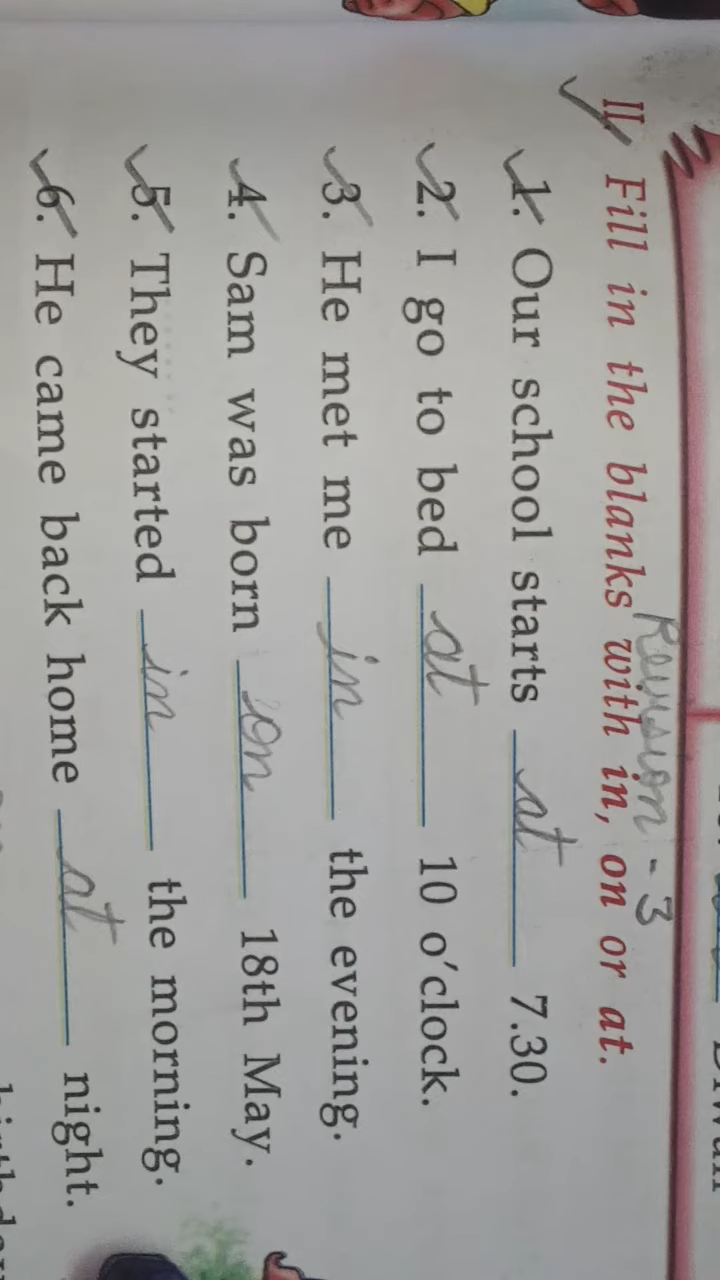 Revision - 3
II. Fill in the blanks with in, on or at.
1. Our school starts at 7.30.
2. I go to bed at 10 o'clock.
3. He met me in the evening.
4. Sam was born on 18th May.
5. They started in the morning.
6. He came back home at night.